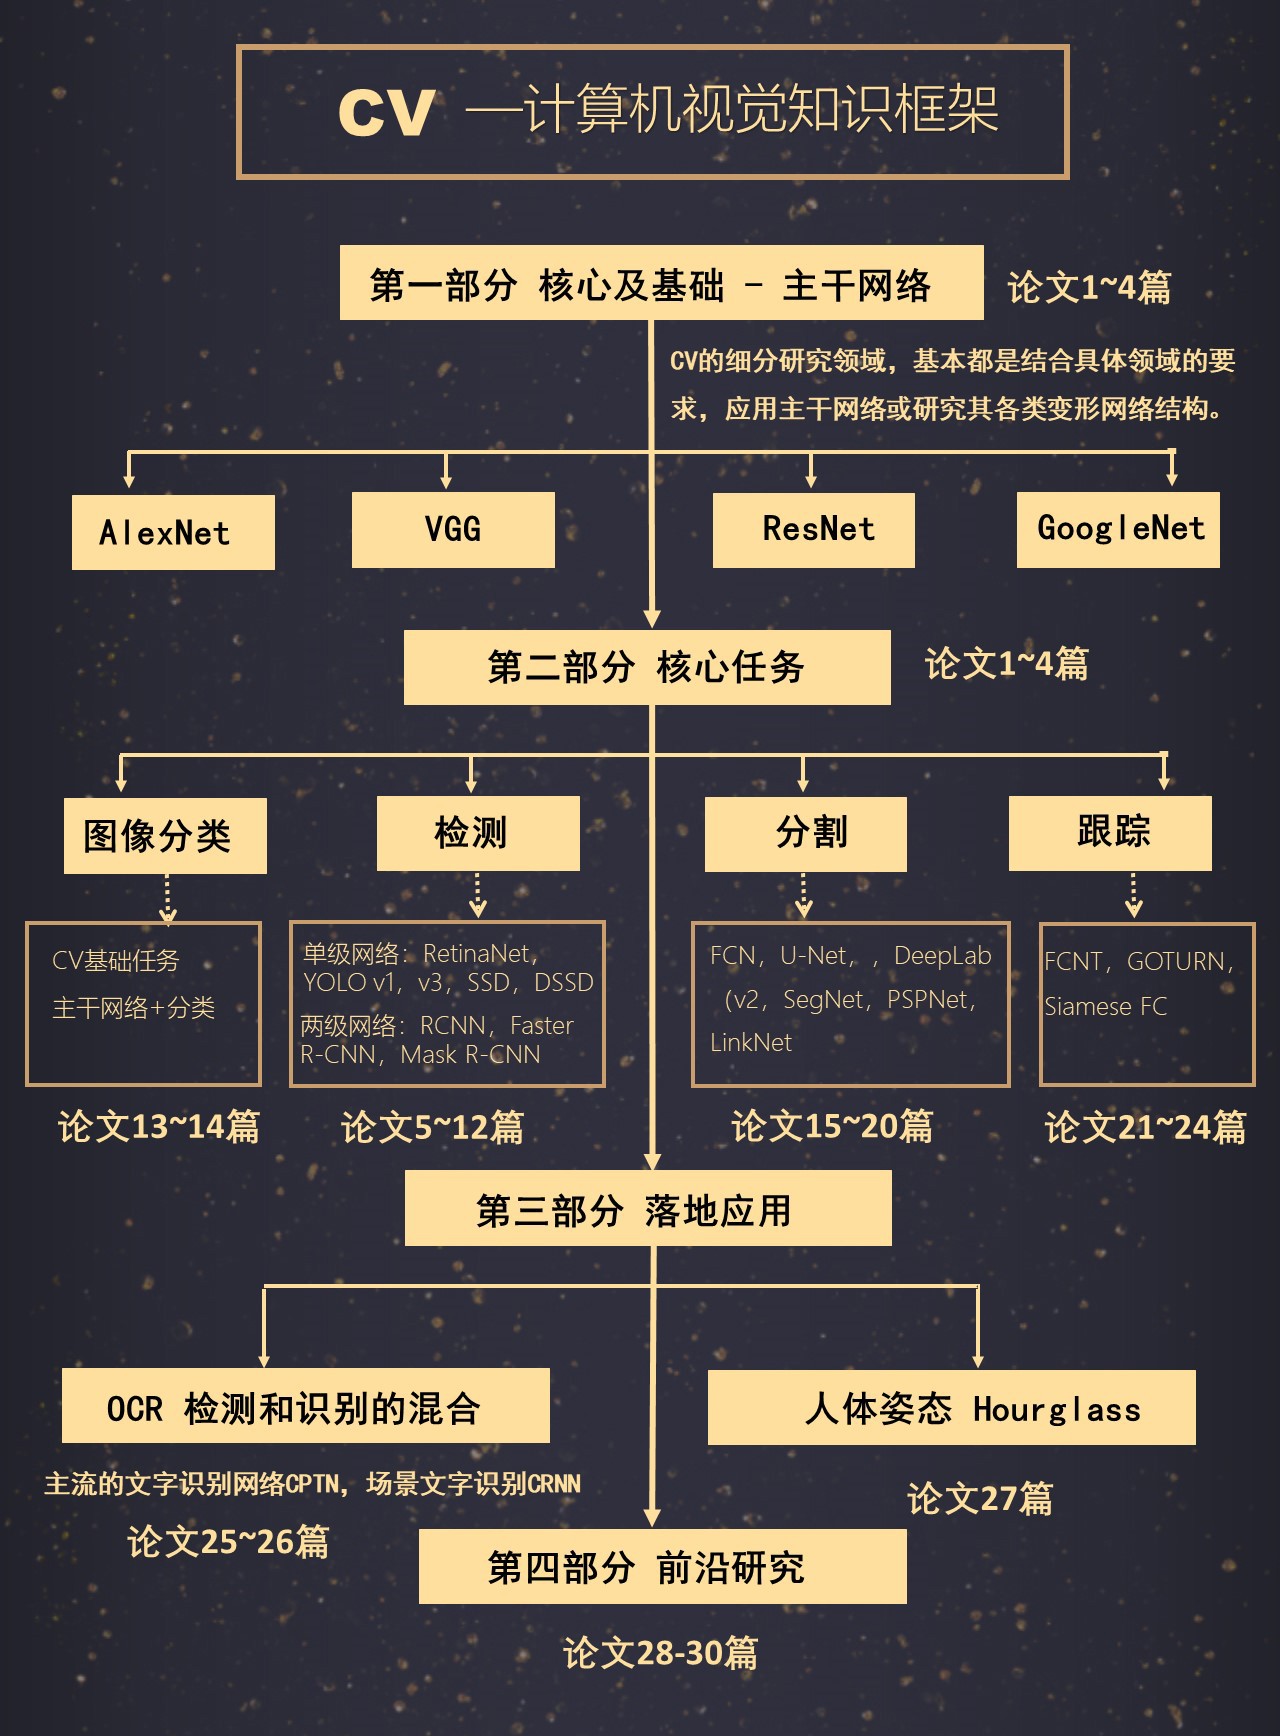 CV —计算机视觉知识框架
第一部分 核心及基础 - 主干网络
论文1~4篇
CV的细分研究领域，基本都是结合具体领域的要
求，应用主干网络或研究其各类变形网络结构。
AlexNet
VGG
ResNet
GoogleNet
第二部分 核心任务
论文1~4篇
图像分类
检测
分割
跟踪
CV基础任务
主干网络+分类
单级网络：RetinaNet，
YOLO v1，v3，SSD，DSSD
两级网络：RCNN，Faster
R-CNN，Mask R-CNN
FCN，U-Net，，DeepLab
（v2，SegNet，PSPNet，
LinkNet
FCNT，GOTURN，
Siamese FC
论文13~14篇
论文5~12篇
论文15~20篇
论文21~24篇
第三部分 落地应用
OCR 检测和识别的混合
人体姿态 Hourglass
主流的文字识别网络CPTN，场景文字识别CRNN
论文27篇
论文25~26篇
第四部分 前沿研究
论文28-30篇